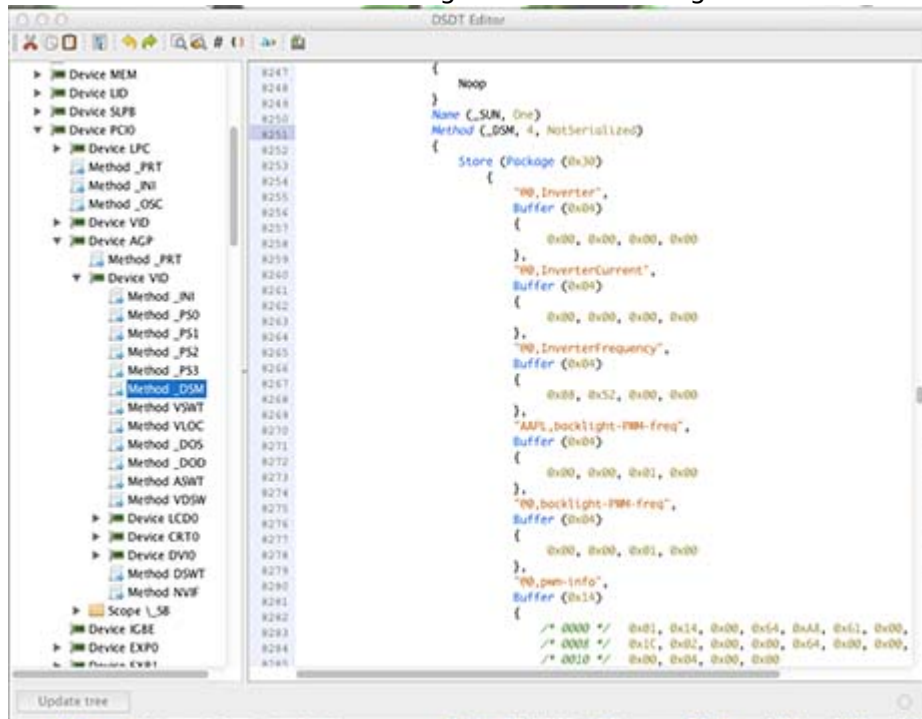 DSDT Editor
Device MEM
Device LID
Device SLPB
Device PCI0
Device LPC
Method _PRT
Method _INI
Method _OSC
Device VID
Device AGP
Method _PRT
Device VID
Method _INI
Method _PS0
Method _PS1
Method _PS2
Method _PS3
Method _DSM
Method VSWT
Method VLOC
Method _DOS
Method _DOD
Method ASWT
Method VDSW
Device LCD0
Device CRT0
Device DVI0
Method DSWT
Method NVIF
Scope \_SB
Device IGBE
Device EXP0
Device EXP1
8247 {
8248 Noop
8249 }
8250 Name (_SUN, One)
8251 Method (_DSM, 4, NotSerialized)
8252 {
8253 Store (Package (0x30)
8254 {
8255 "@0,Inverter",
8256 Buffer (0x04)
8257 {
8258 0x00, 0x00, 0x00, 0x00
8259 },
8260 "@0,InverterCurrent",
8261 Buffer (0x04)
8262 {
8263 0x00, 0x00, 0x00, 0x00
8264 },
8265 "@0,InverterFrequency",
8266 Buffer (0x04)
8267 {
8268 0x52, 0x00, 0x00
8269 },
8270 "AAPL,backlight-PWM-freq",
8271 Buffer (0x04)
8272 {
8273 0x00, 0x00, 0x01, 0x00
8274 },
8275 "@0,backlight-PWM-freq",
8276 Buffer (0x04)
8277 {
8278 0x00, 0x00, 0x01, 0x00
8279 },
8280 "@0,pwm-info",
8281 Buffer (0x14)
8282 {
8283 /* 0000 */ 0x01, 0x14, 0x00, 0x64, 0xA8, 0x61, 0x00,
8284 /* 0008 */ 0x1C, 0x02, 0x00, 0x00, 0x64, 0x00, 0x00,
8285 /* 0010 */ 0x00, 0x04, 0x00, 0x00
Update tree